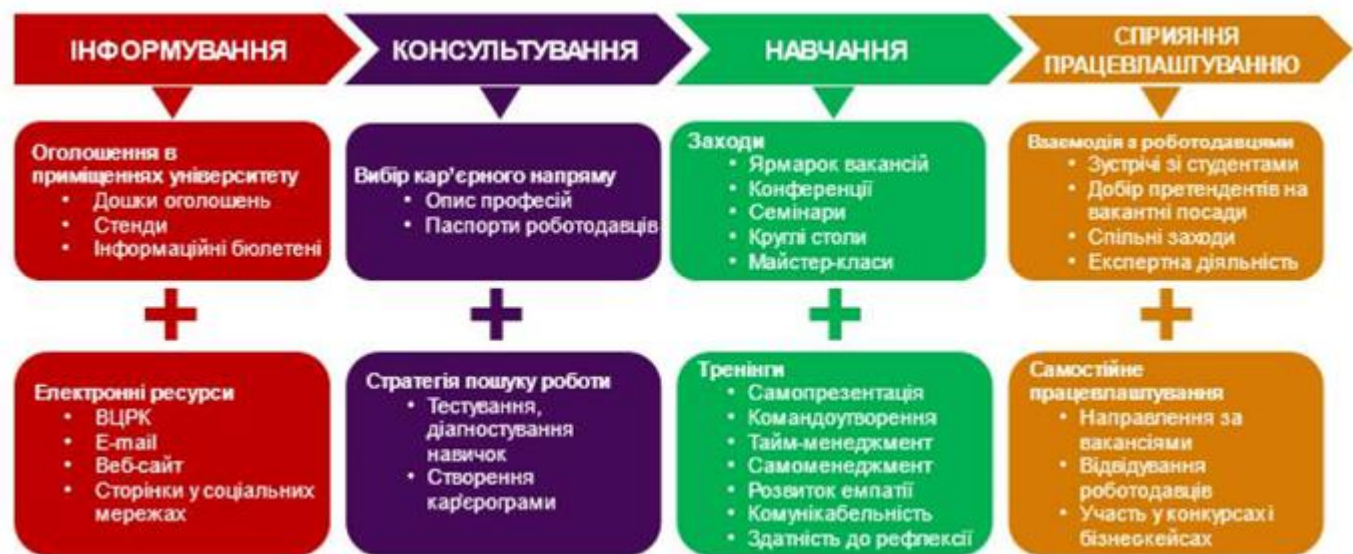 ІНФОРМУВАННЯ
КОНСУЛЬТУВАННЯ
НАВЧАННЯ
СПРИЯННЯ
ПРАЦЕВЛАШТУВАННЮ
Оголошення в
приміщеннях університету
• Дошки оголошень
• Стенди
• Інформаційні бюлетені
Вибір кар'єрного напряму
• Опис професій
• Паспорти роботодавців
Заходи
• Ярмарок вакансій
• Конференції
• Семінари
• Круглі столи
• Майстер-класи
Взаємодія з роботодавцями
• Зустрічі зі студентами
• Добір претендентів на
вакантні посади
• Спільні заходи
• Експертна діяльність
Електронні ресурси
• ВЦРК
• E-mail
• Веб-сайт
• Сторінки у соціальних
мережах
Стратегія пошуку роботи
• Тестування,
діагностування
навичок
• Створення
кар'єрограми
Тренінги
• Самопрезентація
• Командоутворення
• Тайм-менеджмент
• Самоменеджмент
• Розвиток емпатії
• Комунікабельність
• Здатність до рефлексії
Самостійне
працевлаштування
• Направлення за
вакансіями
• Відвідування
роботодавців
• Участь у конкурсах і
бізнес-кейсах